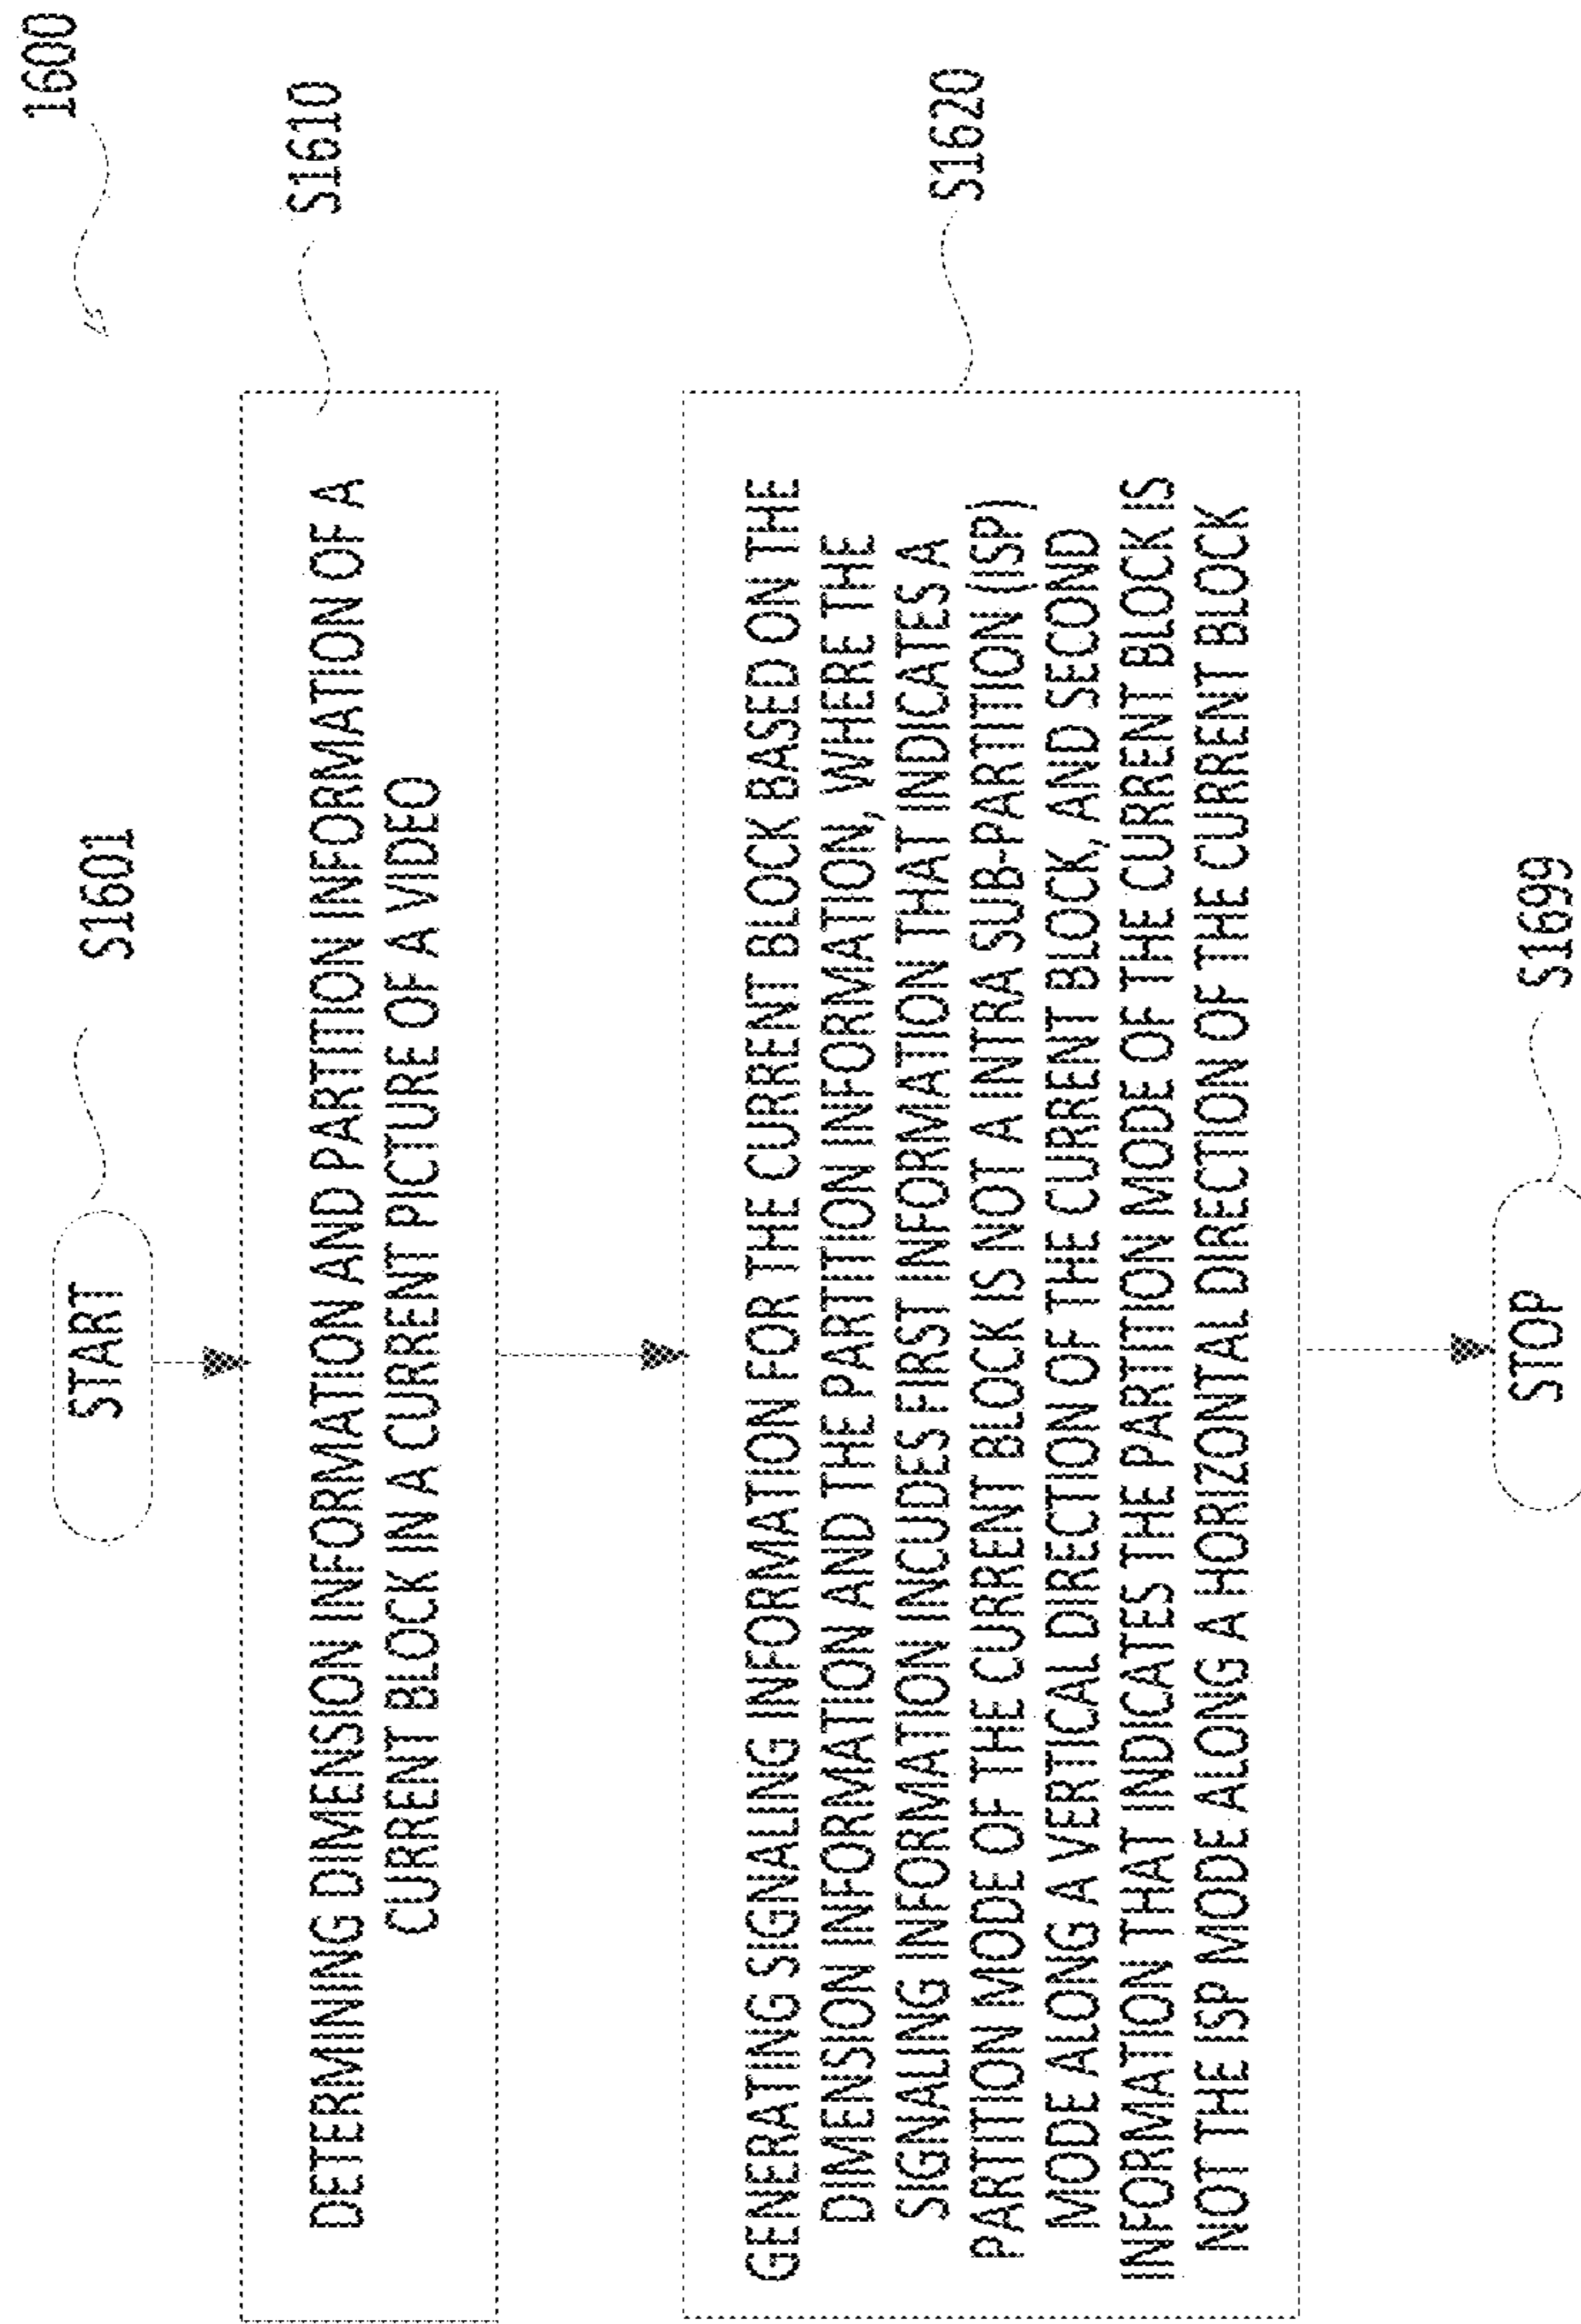 1600
S1601
START
S1610
DETERMINING DIMENSION INFORMATION AND PARTITION INFORMATION OF A
CURRENT BLOCK IN A CURRENT PICTURE OF A VIDEO
S1620
GENERATING SIGNALING INFORMATION FOR THE CURRENT BLOCK BASED ON THE
DIMENSION INFORMATION AND THE PARTITION INFORMATION, WHERE THE
SIGNALING INFORMATION INCLUDES FIRST INFORMATION THAT INDICATES A
PARTITION MODE OF THE CURRENT BLOCK IS NOT A INTRA SUB-PARTITION (ISP)
MODE ALONG A VERTICAL DIRECTION OF THE CURRENT BLOCK, AND SECOND
INFORMATION THAT INDICATES THE PARTITION MODE OF THE CURRENT BLOCK IS
NOT THE ISP MODE ALONG A HORIZONTAL DIRECTION OF THE CURRENT BLOCK
S1699
STOP